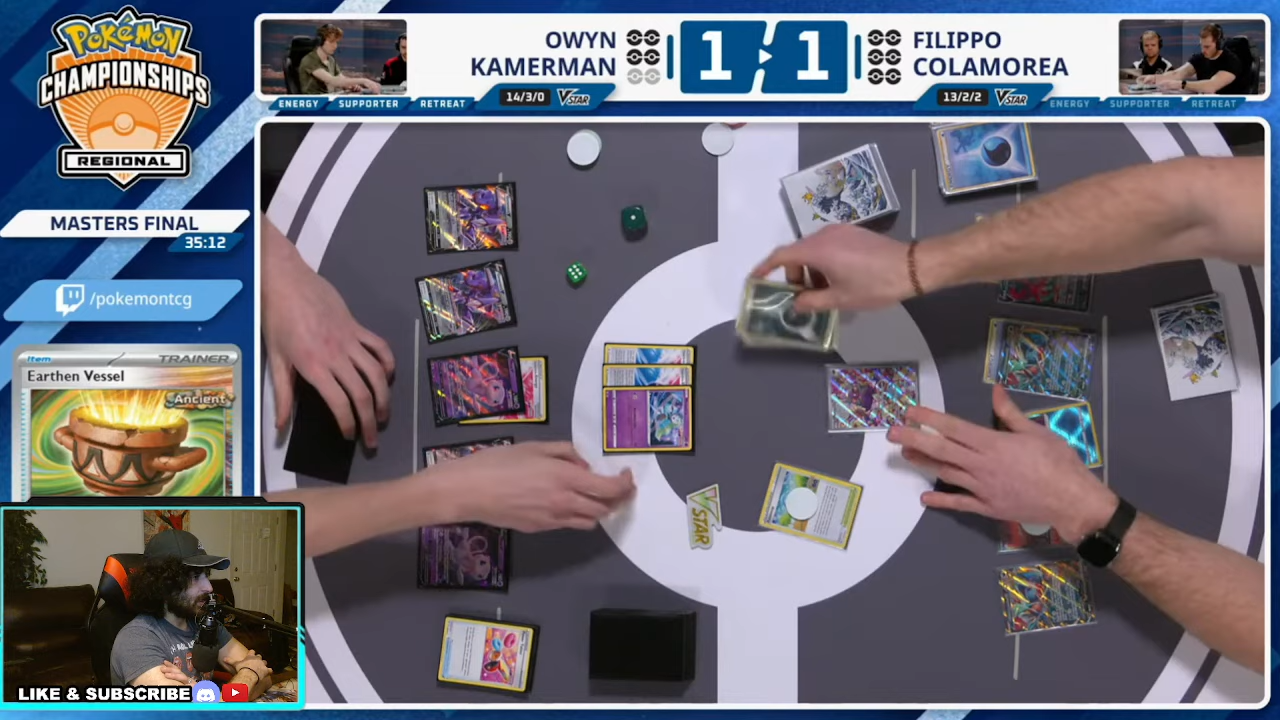 Pokémon
CHAMPIONSHIPS
REGIONAL
MASTERS FINAL
35:12
/pokemontcg
Item
TRAINER
Earthen Vessel
Ancient
OWYN
KAMERMAN
1
1
FILIPPO
COLAMOREA
ENERGY
SUPPORTER
RETREAT
14/3/0
VSTAR
13/2/2
VSTAR
ENERGY
SUPPORTER
RETREAT
VSTAR
LIKE & SUBSCRIBE